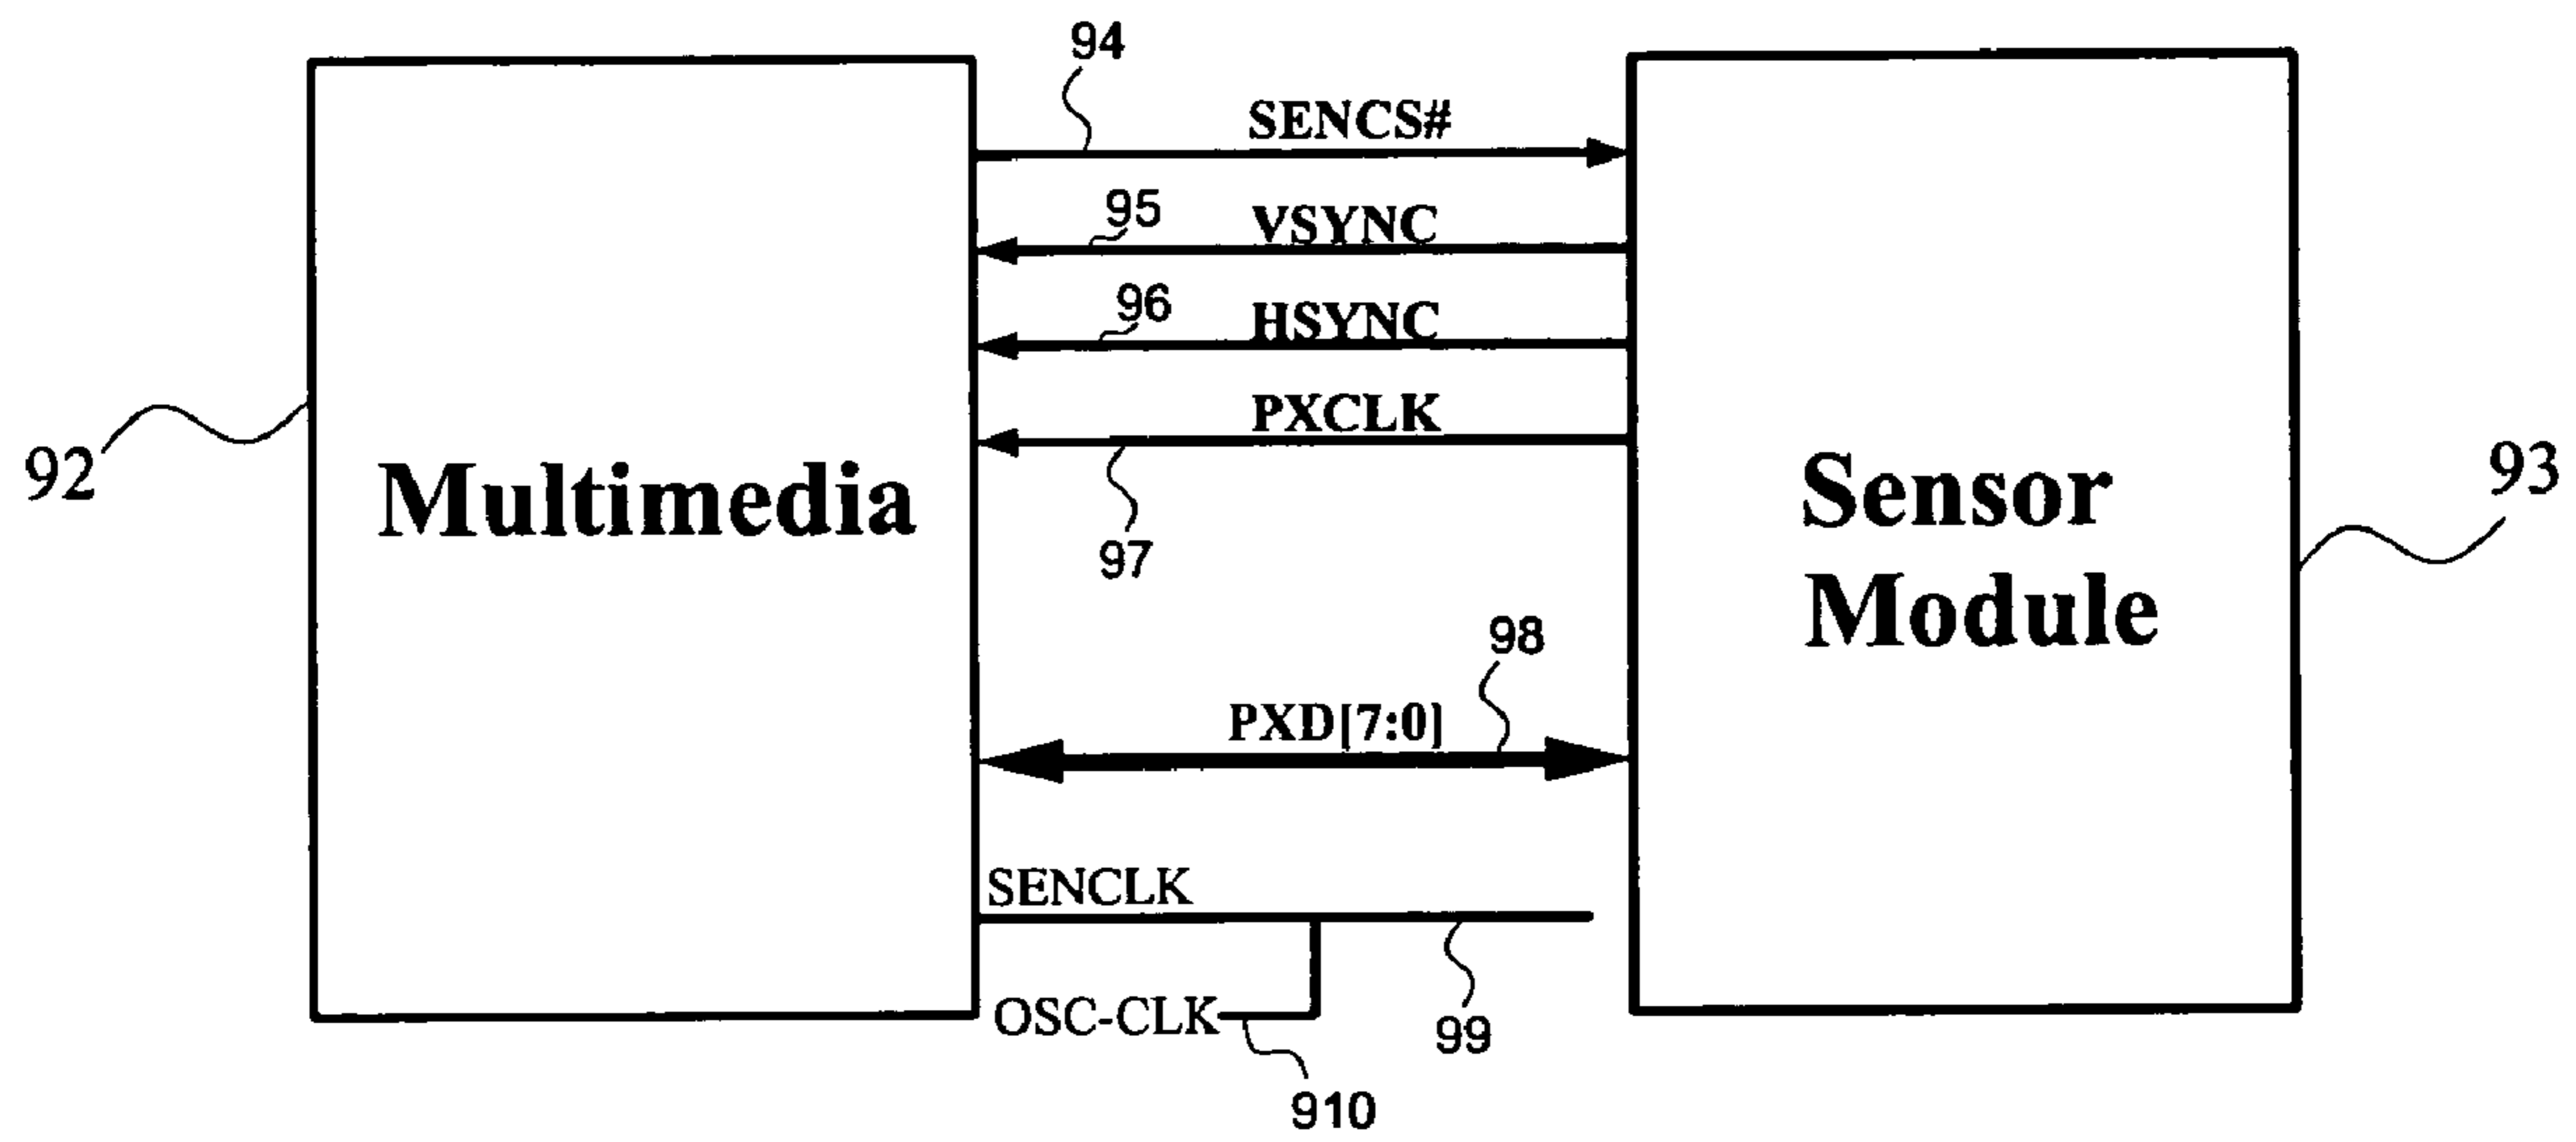 94
SENCS#
95
VSYNC
96
HSYNC
PXCLK
92
Multimedia
97
Sensor
Module
93
98
PXD[7:0]
SENCLK
OSC-CLK
99
910